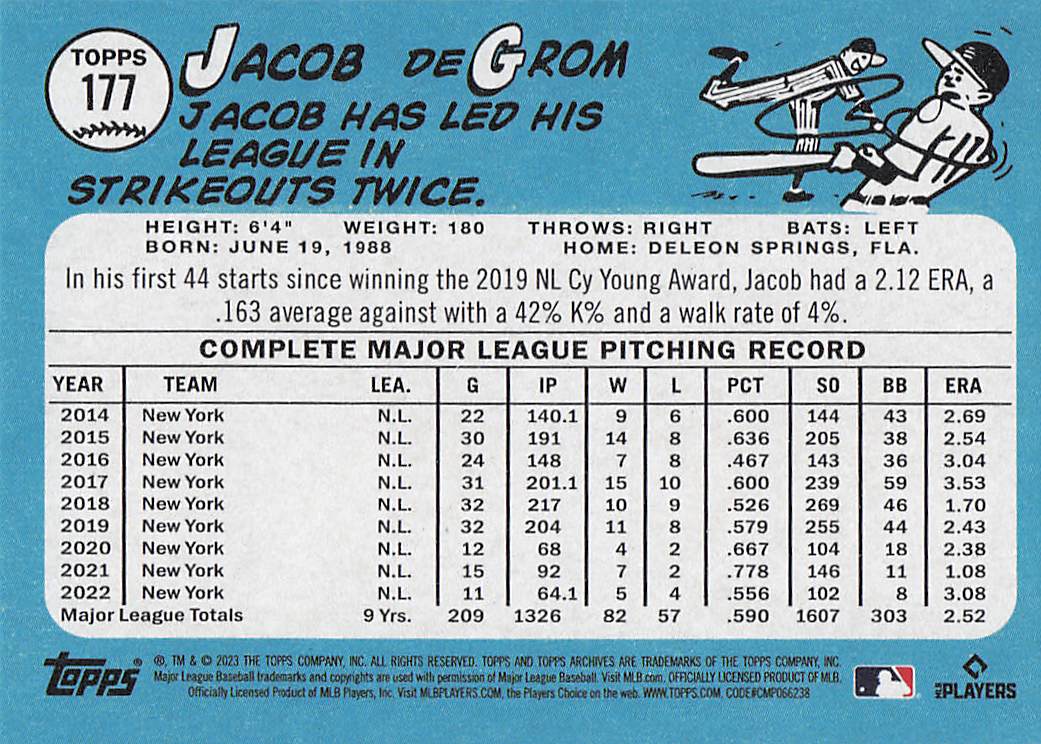 TOPPS
177
JACOB DEGROM
JACOB HAS LED HIS
LEAGUE IN
STRIKEOUTS TWICE.
HEIGHT: 6'4" WEIGHT: 180 THROWS: RIGHT BATS: LEFT
BORN: JUNE 19, 1988 HOME: DELEON SPRINGS, FLA.
In his first 44 starts since winning the 2019 NL Cy Young Award, Jacob had a 2.12 ERA, a
.163 average against with a 42% K% and a walk rate of 4%.
COMPLETE MAJOR LEAGUE PITCHING RECORD
YEAR TEAM LEA. G IP W L PCT SO BB ERA
2014 New York N.L. 22 140.1 9 6 .600 144 43 2.69
2015 New York N.L. 30 191 14 8 .636 205 38 2.54
2016 New York N.L. 24 148 7 8 .467 143 36 3.04
2017 New York N.L. 31 201.1 15 10 .600 239 59 3.53
2018 New York N.L. 32 217 10 9 .526 269 46 1.70
2019 New York N.L. 32 204 11 8 .579 255 44 2.43
2020 New York N.L. 12 68 4 2 .667 104 18 2.38
2021 New York N.L. 15 92 7 2 .778 146 11 1.08
2022 New York N.L. 11 64.1 5 4 .556 102 8 3.08
Major League Totals 9 Yrs. 209 1326 82 57 .590 1607 303 2.52
topps®
®, TM & © 2023 THE TOPPS COMPANY, INC. ALL RIGHTS RESERVED. TOPPS AND TOPPS ARCHIVES ARE TRADEMARKS OF THE TOPPS COMPANY, INC.
Major League Baseball trademarks and copyrights are used with permission of Major League Baseball. Visit MLB.com. OFFICIALLY LICENSED PRODUCT OF MLB.
Officially Licensed Product of MLB Players, Inc. Visit MLBPLAYERS.COM, the Players Choice on the web. WWW.TOPPS.COM. CODE#CMP066238
MLB PLAYERS